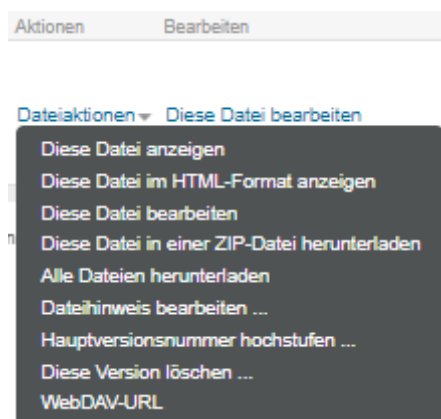 Aktionen Bearbeiten
Dateiaktionen Diese Datei bearbeiten
Diese Datei anzeigen
Diese Datei im HTML-Format anzeigen
Diese Datei bearbeiten
Diese Datei in einer ZIP-Datei herunterladen
Alle Dateien herunterladen
Dateihinweis bearbeiten ...
Hauptversionsnummer hochstufen ...
Diese Version löschen ...
WebDAV-URL